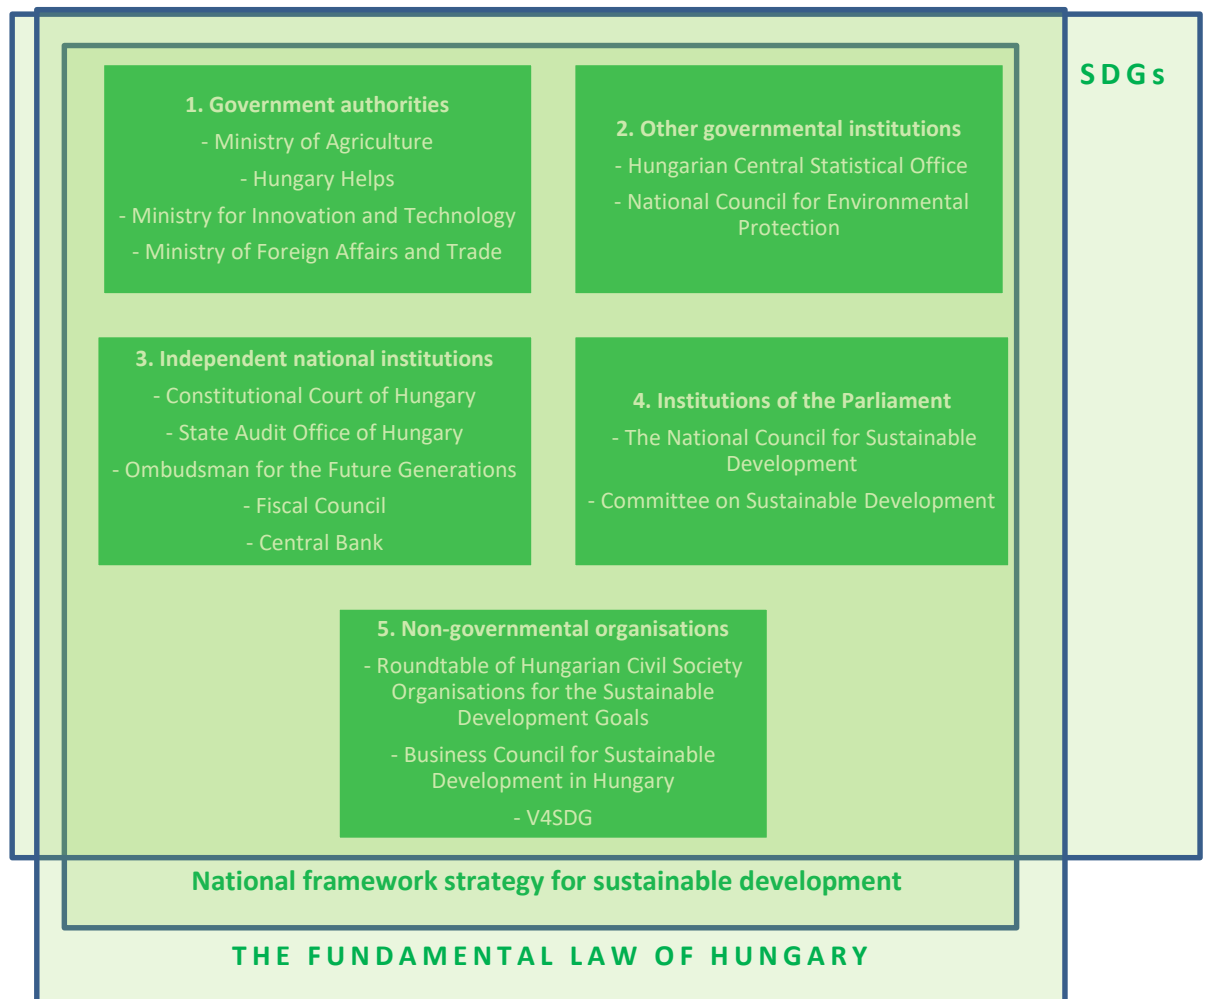 SDGs
1. Government authorities
- Ministry of Agriculture
- Hungary Helps
- Ministry for Innovation and Technology
- Ministry of Foreign Affairs and Trade
2. Other governmental institutions
- Hungarian Central Statistical Office
- National Council for Environmental
Protection
3. Independent national institutions
- Constitutional Court of Hungary
- State Audit Office of Hungary
- Ombudsman for the Future Generations
- Fiscal Council
- Central Bank
4. Institutions of the Parliament
- The National Council for Sustainable
Development
- Committee on Sustainable Development
5. Non-governmental organisations
- Roundtable of Hungarian Civil Society
Organisations for the Sustainable
Development Goals
- Business Council for Sustainable
Development in Hungary
- V4SDG
National framework strategy for sustainable development
THE FUNDAMENTAL LAW OF HUNGARY